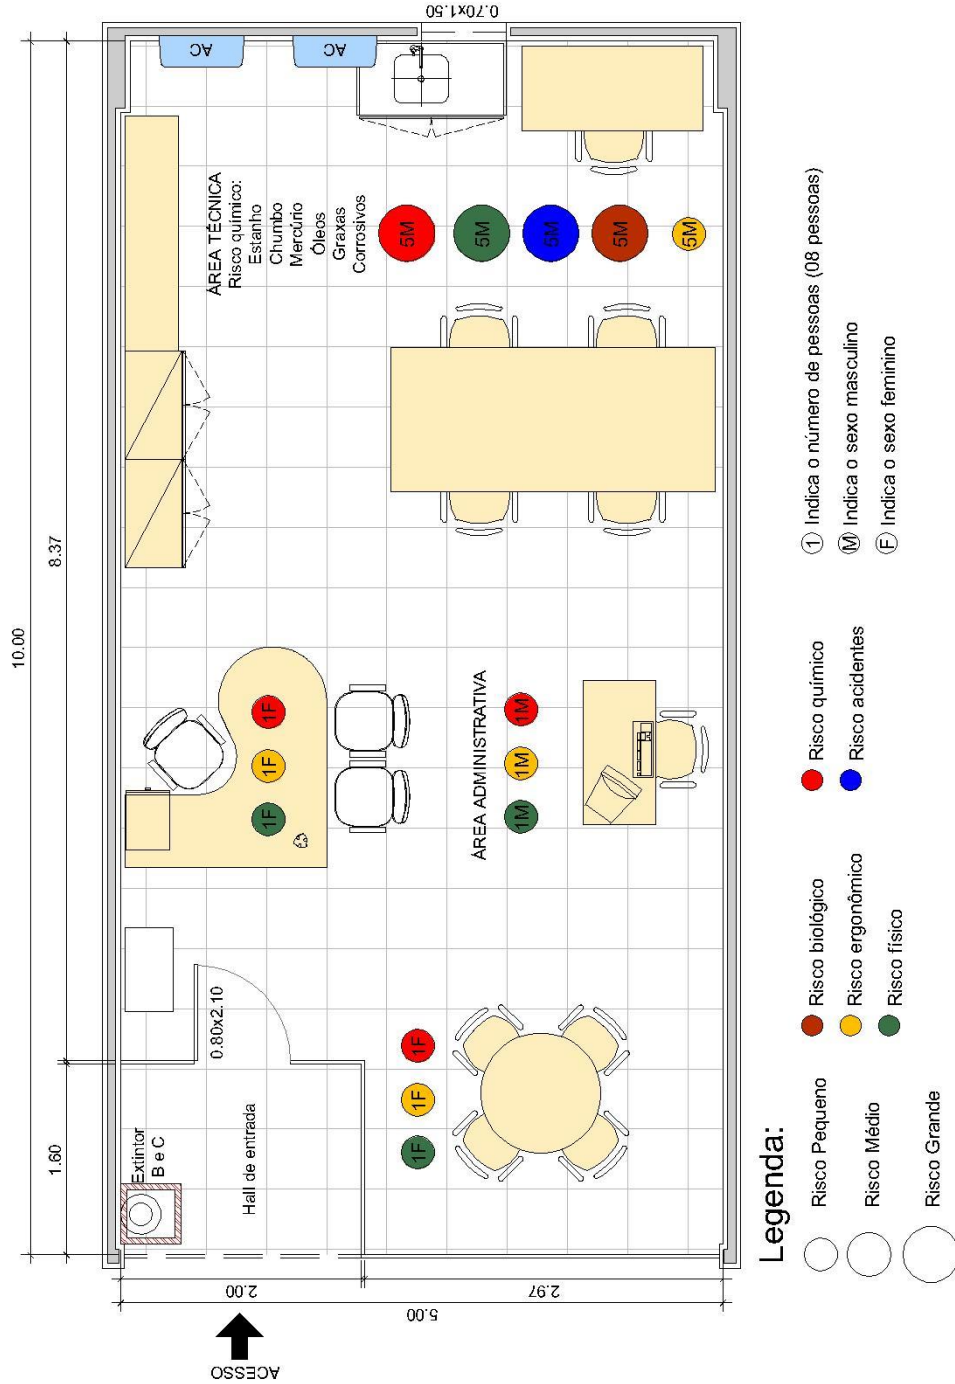 10.00
1.60
8.37
ACESSO
5.00
2.00
2.97
Extintor
B e C
Hall de entrada
0.80x2.10
1F
1F
1F
1F
1F
1F
ÁREA ADMINISTRATIVA
1M
1M
1M
AC
AC
0.70x1.50
ÁREA TÉCNICA
Risco químico:
Estanho
Chumbo
Mercúrio
Óleos
Graxas
Corrosivos
5M
5M
5M
5M
5M
Legenda:
Risco Pequeno
Risco Médio
Risco Grande
Risco biológico
Risco ergonômico
Risco físico
Risco químico
Risco acidentes
1 Indica o número de pessoas (08 pessoas)
M Indica o sexo masculino
F Indica o sexo feminino